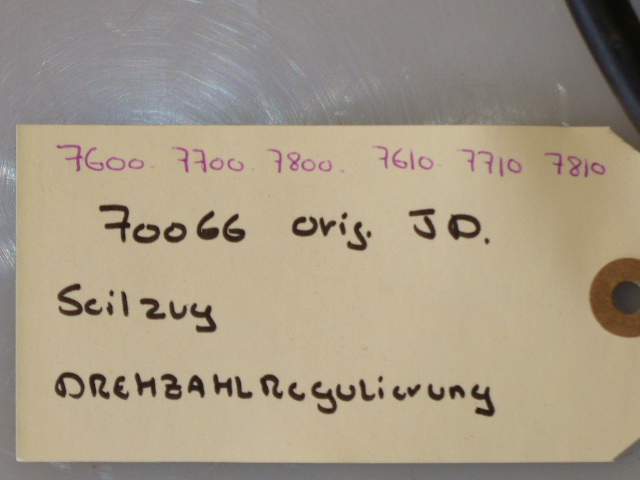 7600. 7700. 7800. 7610 7710 7810
70066 orig. JD.
Seilzug
DREHZAHLRegulierung